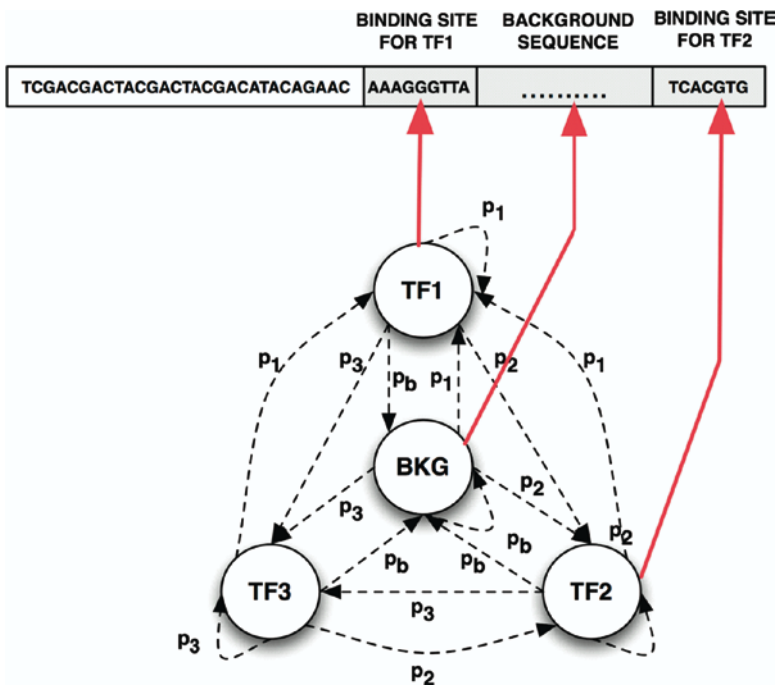 BINDING SITE FOR TF1
BACKGROUND SEQUENCE
BINDING SITE FOR TF2
TCGACGACTACGACTACGACATACAGAAC
AAAGGGTTA
..........
TCACGTG
p1
TF1
p1
p3
pb
p1
p2
p1
BKG
p3
p2
pb
pb
pb
p2
TF3
TF2
p3
p3
p2